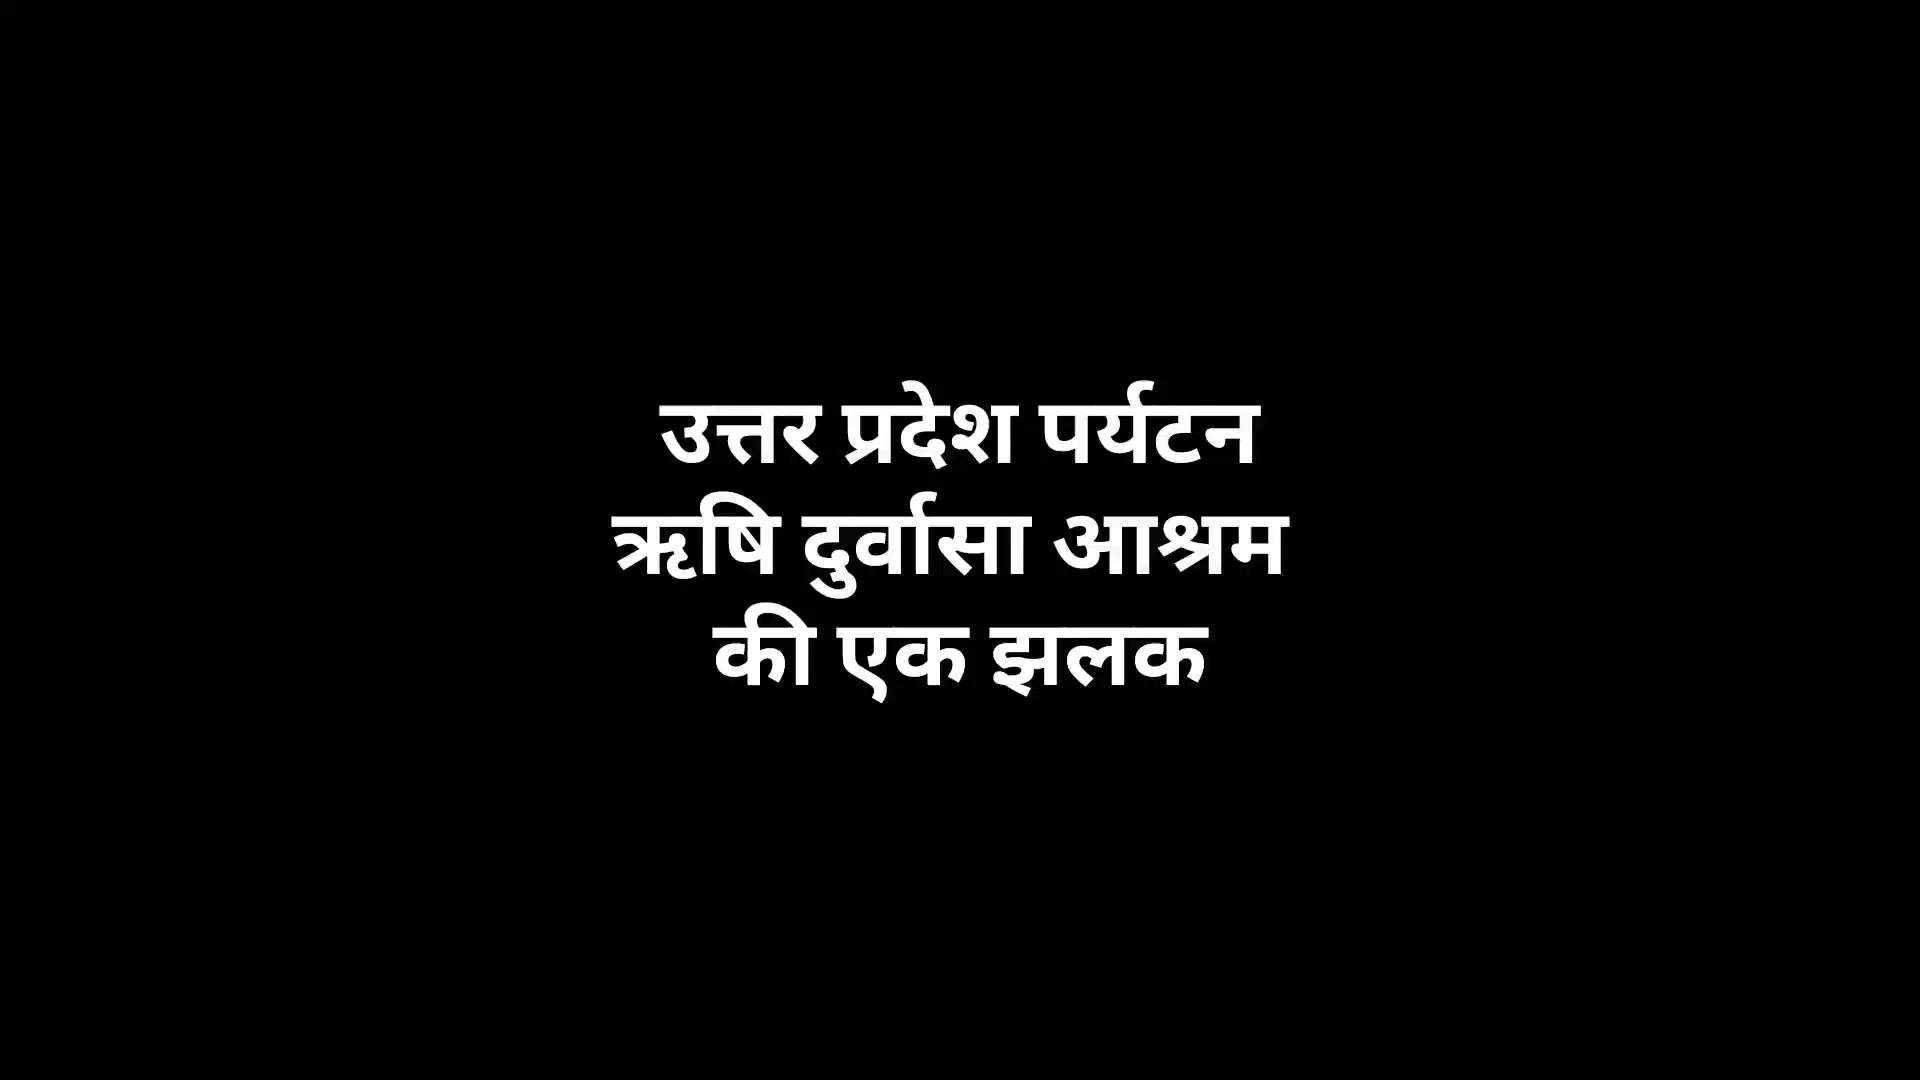 उत्तर प्रदेश पर्यटन
ऋषि दुर्वासा आश्रम
की एक झलक